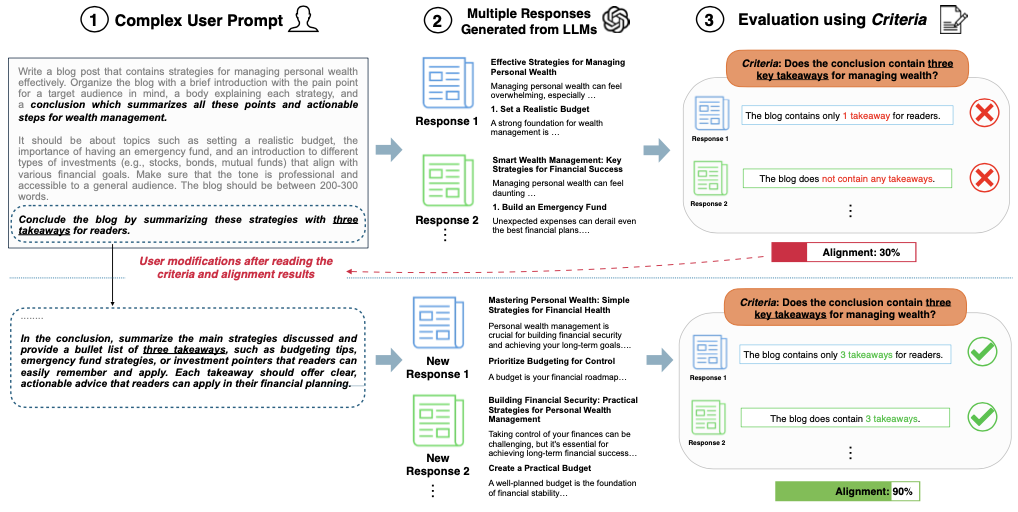 1 Complex User Prompt
2 Multiple Responses
Generated from LLMs
3 Evaluation using Criteria
Write a blog post that contains strategies for managing personal wealth
effectively. Organize the blog with a brief introduction with the pain point
for a target audience in mind, a body explaining each strategy, and
a conclusion which summarizes all these points and actionable
steps for wealth management.
It should be about topics such as setting a realistic budget, the
importance of having an emergency fund, and an introduction to different
types of investments (e.g., stocks, bonds, mutual funds) that align with
various financial goals. Make sure that the tone is professional and
accessible to a general audience. The blog should be between 200-300
words.
Conclude the blog by summarizing these strategies with three
takeaways for readers.
Response 1
Effective Strategies for Managing
Personal Wealth
Managing personal wealth can feel
overwhelming, especially …
1. Set a Realistic Budget
A strong foundation for wealth
management is …
Response 2
⋮
Smart Wealth Management: Key
Strategies for Financial Success
Managing personal wealth can feel
daunting …
1. Build an Emergency Fund
Unexpected expenses can derail even
the best financial plans….
Criteria: Does the conclusion contain three
key takeaways for managing wealth?
Response 1
The blog contains only 1 takeaway for readers.
Response 2
The blog does not contain any takeaways.
⋮
Alignment: 30%
User modifications after reading the
criteria and alignment results
........
In the conclusion, summarize the main strategies discussed and
provide a bullet list of three takeaways, such as budgeting tips,
emergency fund strategies, or investment pointers that readers can
easily remember and apply. Each takeaway should offer clear,
actionable advice that readers can apply in their financial planning.
New
Response 1
Mastering Personal Wealth: Simple
Strategies for Financial Health
Personal wealth management is
crucial for building financial security
and achieving your long-term goals….
Prioritize Budgeting for Control
A budget is your financial roadmap…
New
Response 2
⋮
Building Financial Security: Practical
Strategies for Personal Wealth
Management
Taking control of your finances can be
challenging, but it's essential for
achieving long-term financial success…
Create a Practical Budget
A well-planned budget is the foundation
of financial stability…
Criteria: Does the conclusion contain three
key takeaways for managing wealth?
Response 1
The blog contains only 3 takeaways for readers.
Response 2
The blog does contain 3 takeaways.
⋮
Alignment: 90%